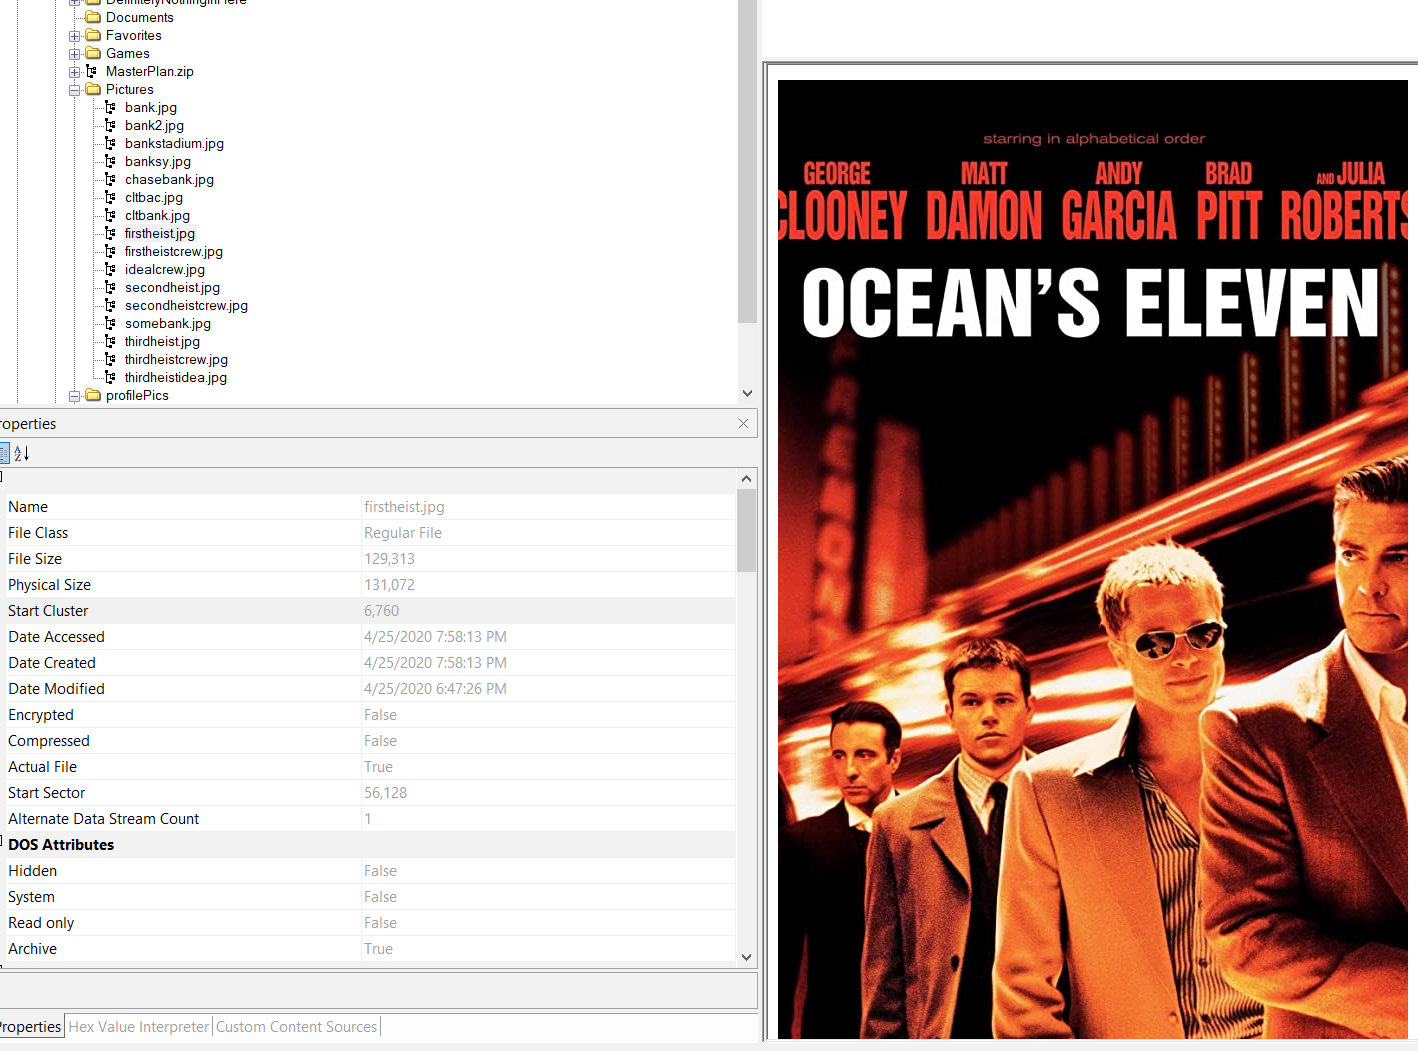 Documents
Favorites
Games
MasterPlan.zip
Pictures
bank.jpg
bank2.jpg
bankstadium.jpg
banksy.jpg
chasebank.jpg
cltbac.jpg
cltbank.jpg
firstheist.jpg
firstheistcrew.jpg
idealcrew.jpg
secondheist.jpg
secondheistcrew.jpg
somebank.jpg
thirdheist.jpg
thirdheistcrew.jpg
thirdheistidea.jpg
profilePics
roperties
Name firstheist.jpg
File Class Regular File
File Size 129,313
Physical Size 131,072
Start Cluster 6,760
Date Accessed 4/25/2020 7:58:13 PM
Date Created 4/25/2020 7:58:13 PM
Date Modified 4/25/2020 6:47:26 PM
Encrypted False
Compressed False
Actual File True
Start Sector 56,128
Alternate Data Stream Count 1
DOS Attributes
Hidden False
System False
Read only False
Archive True
Properties Hex Value Interpreter Custom Content Sources
starring in alphabetical order
GEORGE MATT ANDY BRAD AND JULIA
CLOONEY DAMON GARCIA PITT ROBERTS
OCEAN'S ELEVEN